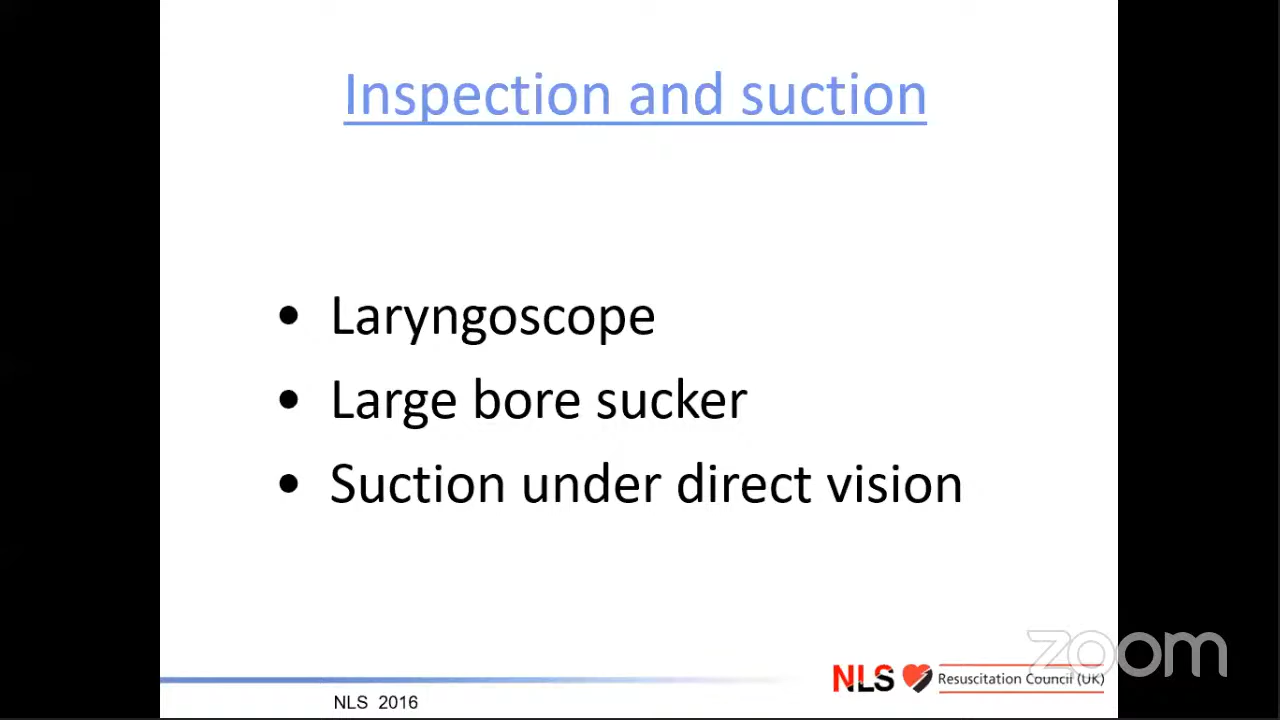 Inspection and suction
• Laryngoscope
• Large bore sucker
• Suction under direct vision
zoom
NLS Resuscitation Council (UK)
NLS 2016